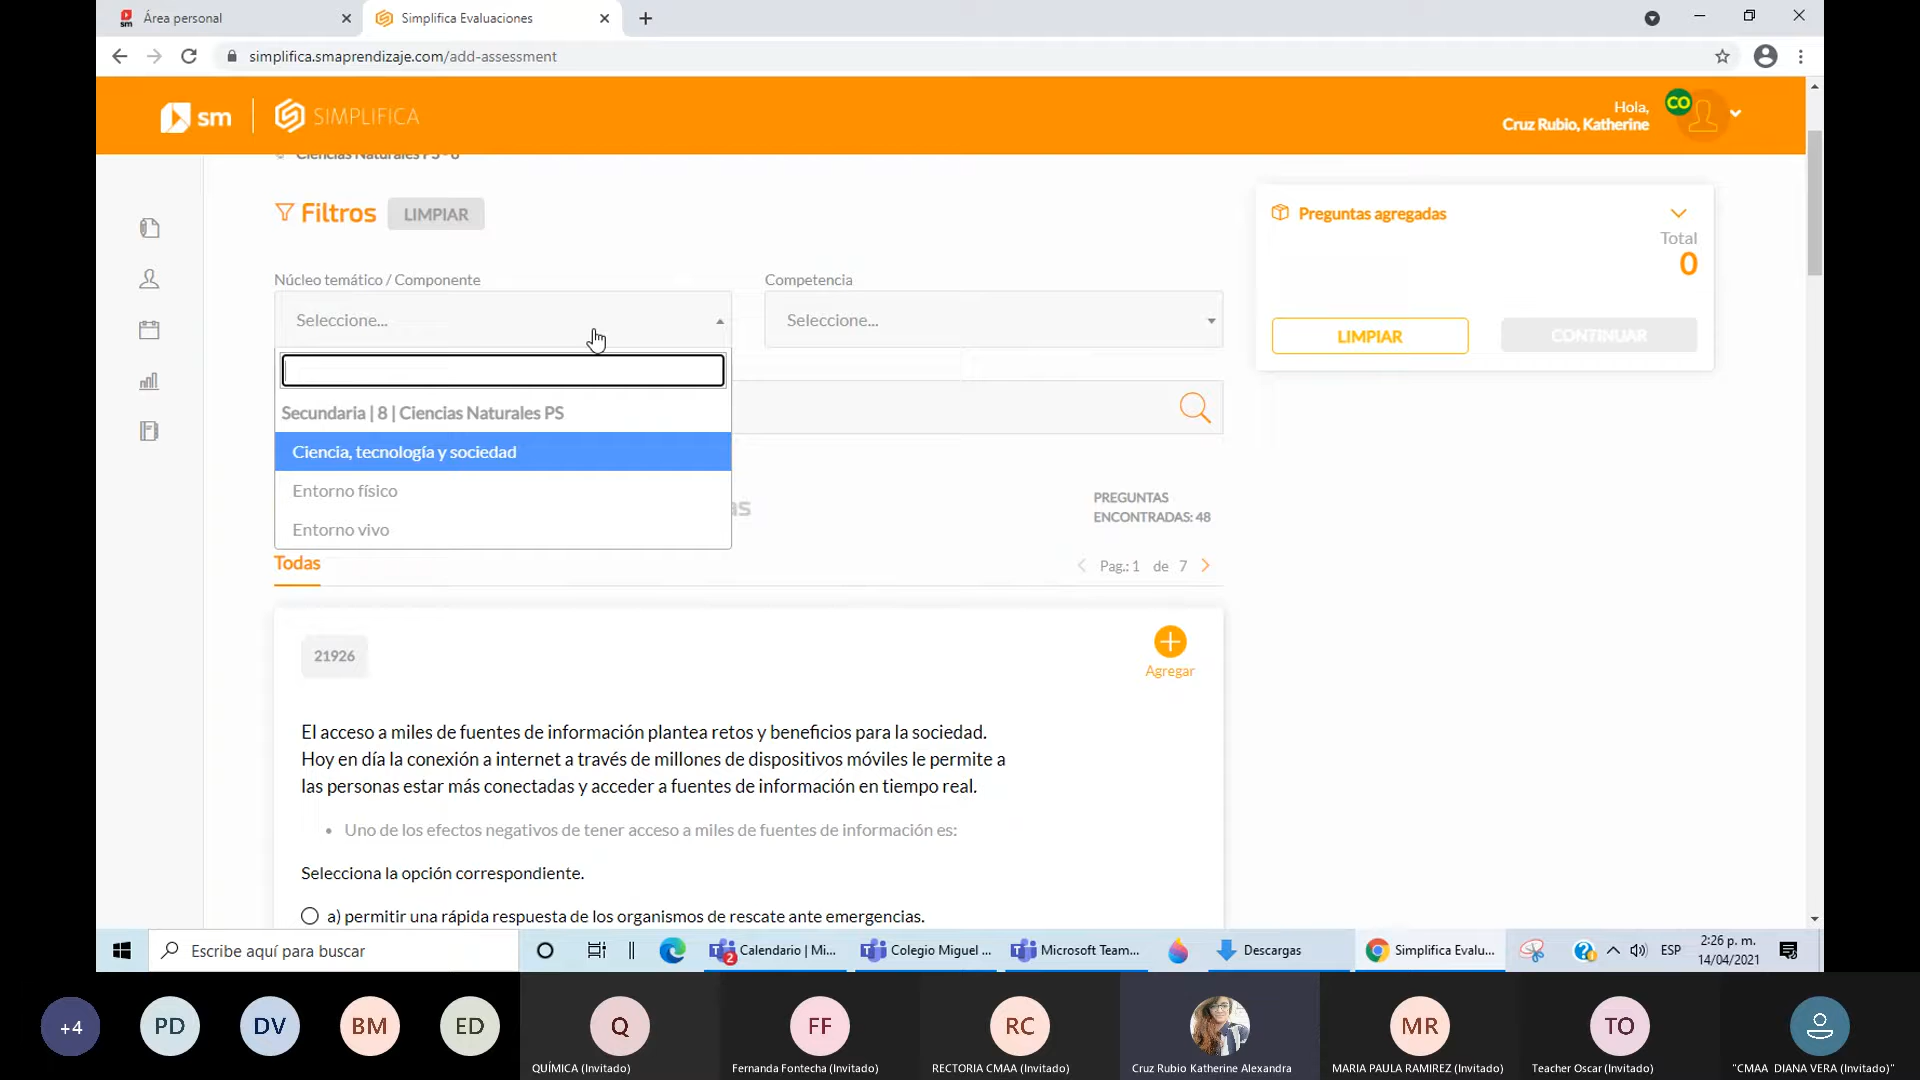 sm
Área personal
Simplifica Evaluaciones
simplifica.smaprendizaje.com/add-assessment
sm
SIMPLIFICA
Hola,
Cruz Rubio, Katherine
CO
Ciencias Naturales PS - 8
Filtros
LIMPIAR
Núcleo temático / Componente
Competencia
Seleccione...
Seleccione...
Secundaria | 8 | Ciencias Naturales PS
Ciencia, tecnología y sociedad
Entorno físico
Entorno vivo
as
PREGUNTAS
ENCONTRADAS: 48
Todas
Pag.: 1 de 7
Preguntas agregadas
Total
0
LIMPIAR
CONTINUAR
21926
Agregar
El acceso a miles de fuentes de información plantea retos y beneficios para la sociedad.
Hoy en día la conexión a internet a través de millones de dispositivos móviles le permite a
las personas estar más conectadas y acceder a fuentes de información en tiempo real.
• Uno de los efectos negativos de tener acceso a miles de fuentes de información es:
Selecciona la opción correspondiente.
a) permitir una rápida respuesta de los organismos de rescate ante emergencias.
Escribe aquí para buscar
2
Calendario | Mi...
Colegio Miguel ...
Microsoft Team...
Descargas
Simplifica Evalu...
ESP
2:26 p. m.
14/04/2021
+4
PD
DV
BM
ED
Q
QUÍMICA (Invitado)
FF
Fernanda Fontecha (Invitado)
RC
RECTORIA CMAA (Invitado)
Cruz Rubio Katherine Alexandra
MR
MARIA PAULA RAMIREZ (Invitado)
TO
Teacher Oscar (Invitado)
"CMAA DIANA VERA (Invitado)"